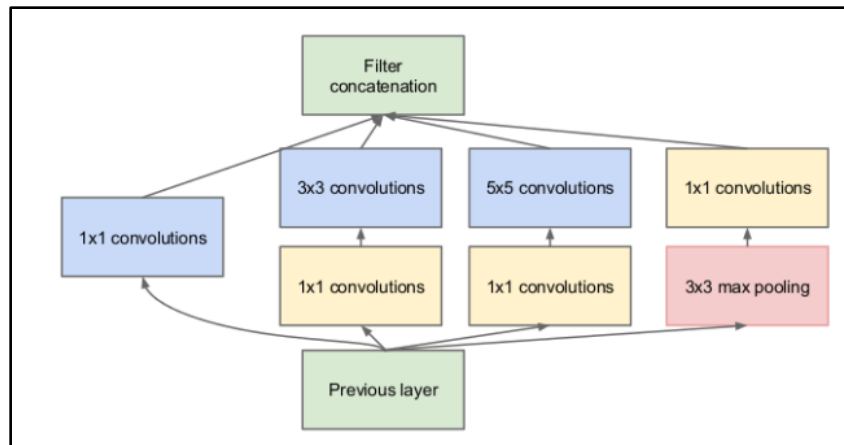 Filter
concatenation
3x3 convolutions
5x5 convolutions
1x1 convolutions
1x1 convolutions
1x1 convolutions
1x1 convolutions
3x3 max pooling
Previous layer